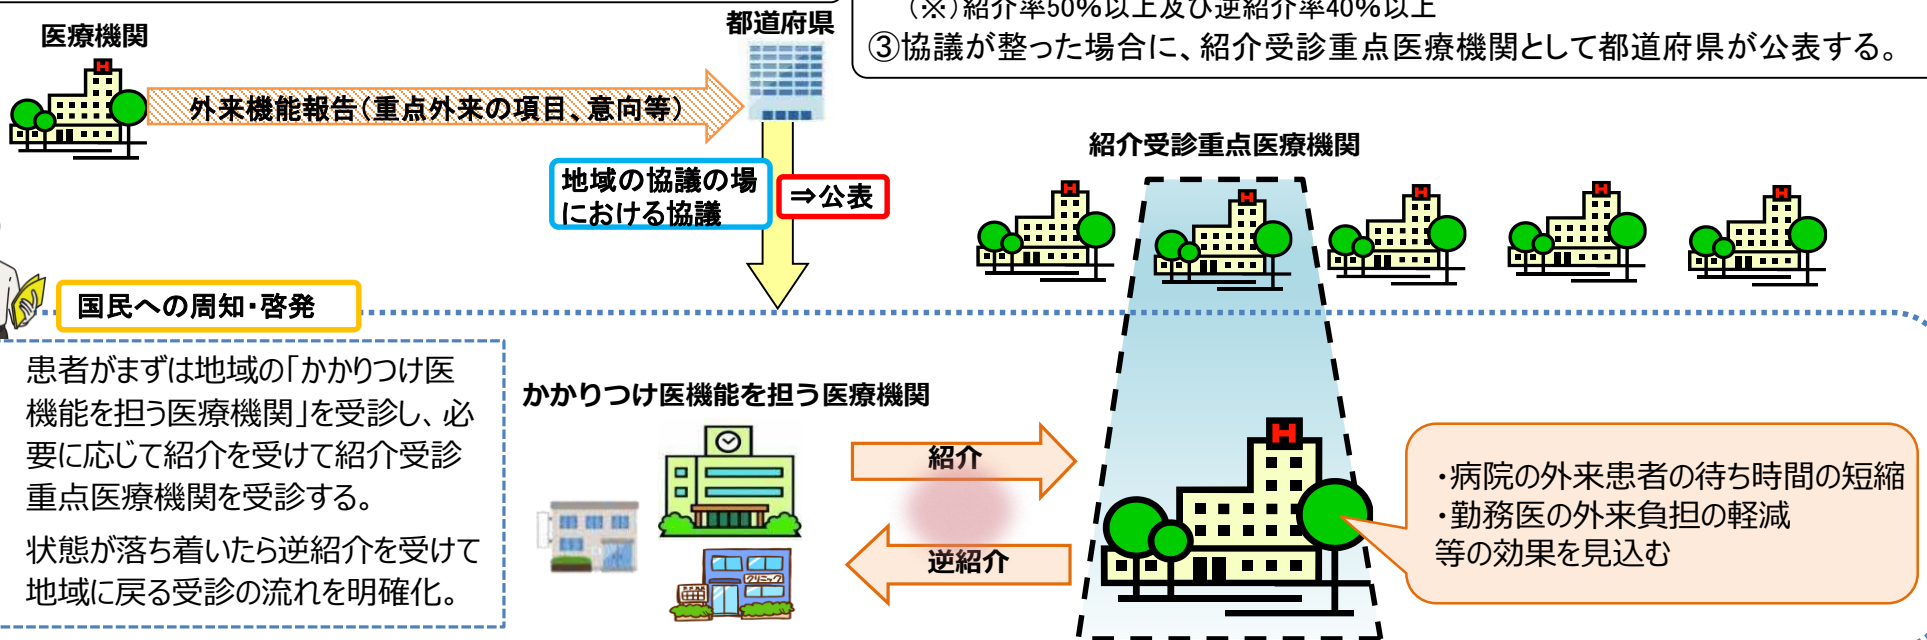 (※)紹介率50%以上及び逆紹介率40%以上
③協議が整った場合に、紹介受診重点医療機関として都道府県が公表する。
医療機関
都道府県
外来機能報告(重点外来の項目、意向等)
地域の協議の場
における協議
⇒公表
紹介受診重点医療機関
国民への周知・啓発
患者がまずは地域の「かかりつけ医
機能を担う医療機関」を受診し、必
要に応じて紹介を受けて紹介受診
重点医療機関を受診する。
状態が落ち着いたら逆紹介を受けて
地域に戻る受診の流れを明確化。
かかりつけ医機能を担う医療機関
クリニック
紹介
逆紹介
・病院の外来患者の待ち時間の短縮
・勤務医の外来負担の軽減
等の効果を見込む